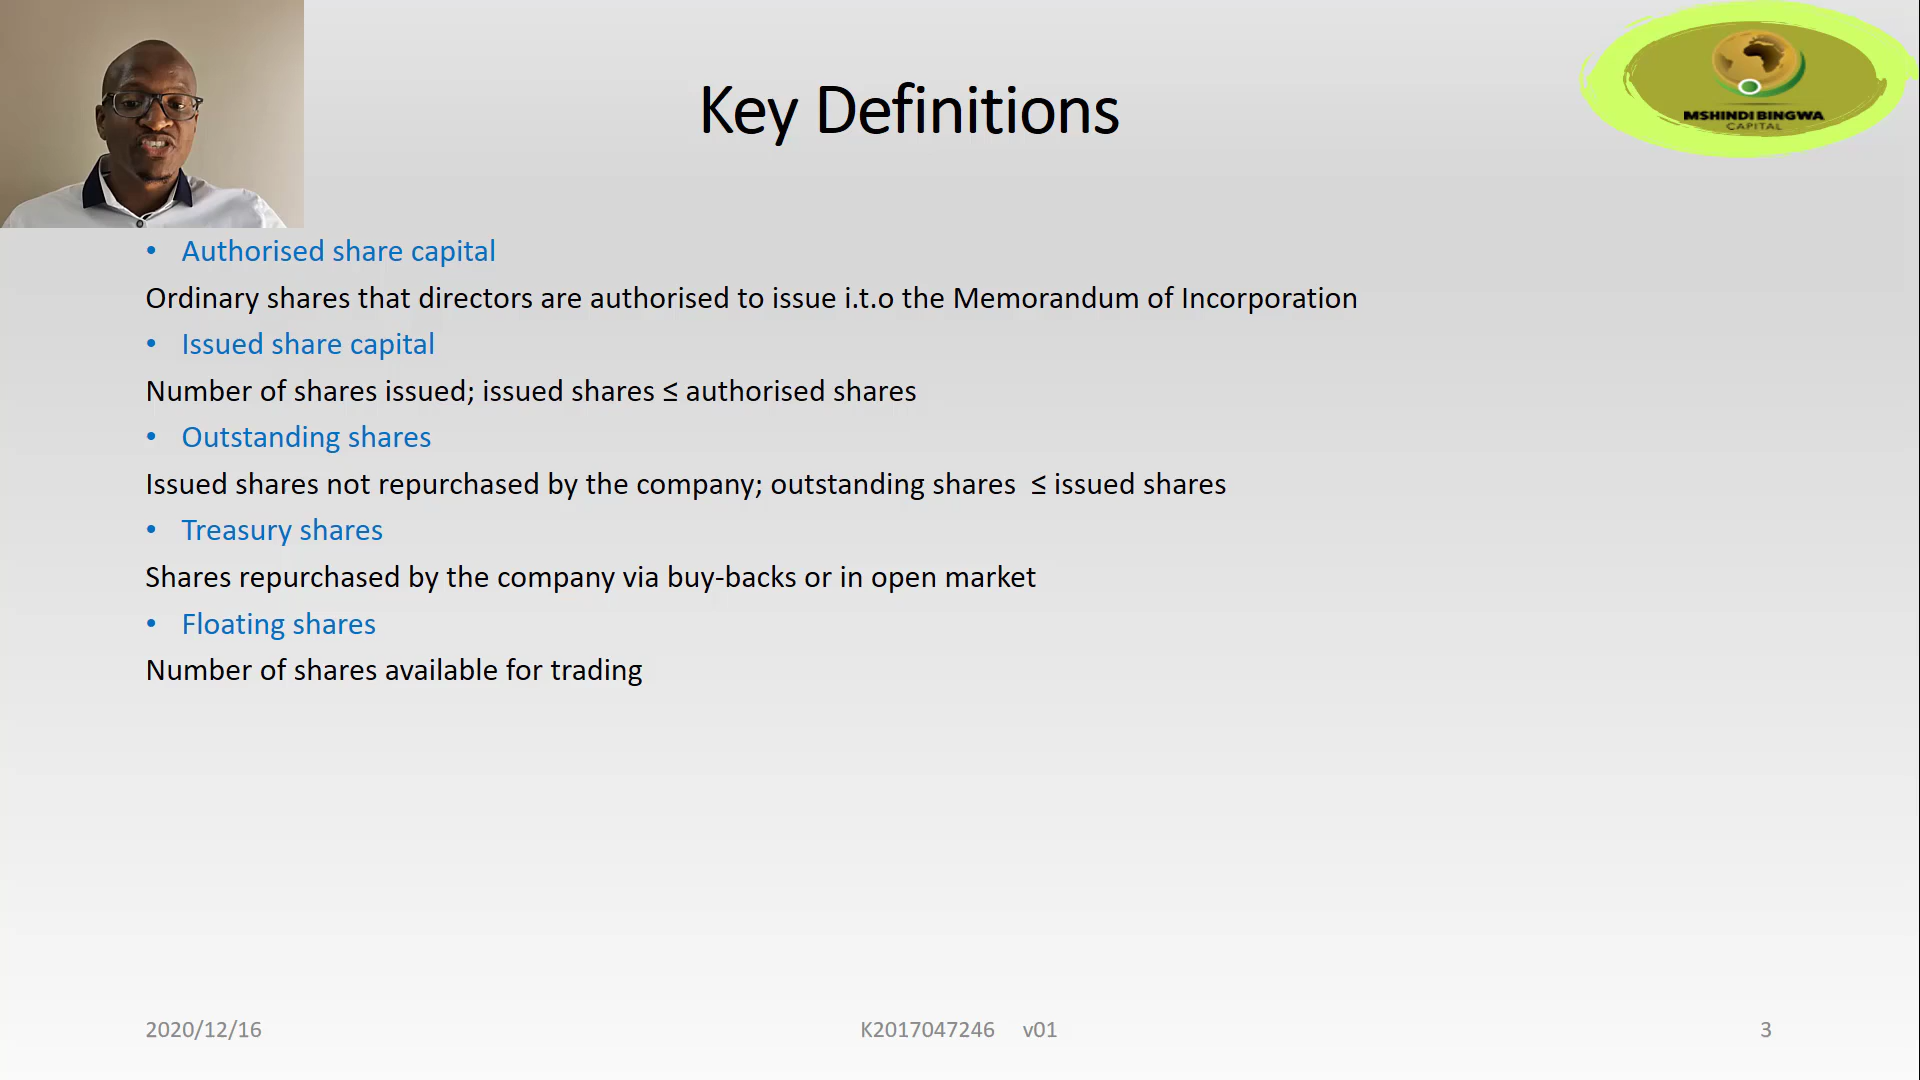 Key Definitions
MSHINDI BINGWA
CAPITAL
• Authorised share capital
Ordinary shares that directors are authorised to issue i.t.o the Memorandum of Incorporation
• Issued share capital
Number of shares issued; issued shares ≤ authorised shares
• Outstanding shares
Issued shares not repurchased by the company; outstanding shares  ≤ issued shares
• Treasury shares
Shares repurchased by the company via buy-backs or in open market
• Floating shares
Number of shares available for trading
2020/12/16 K2017047246 v01 3